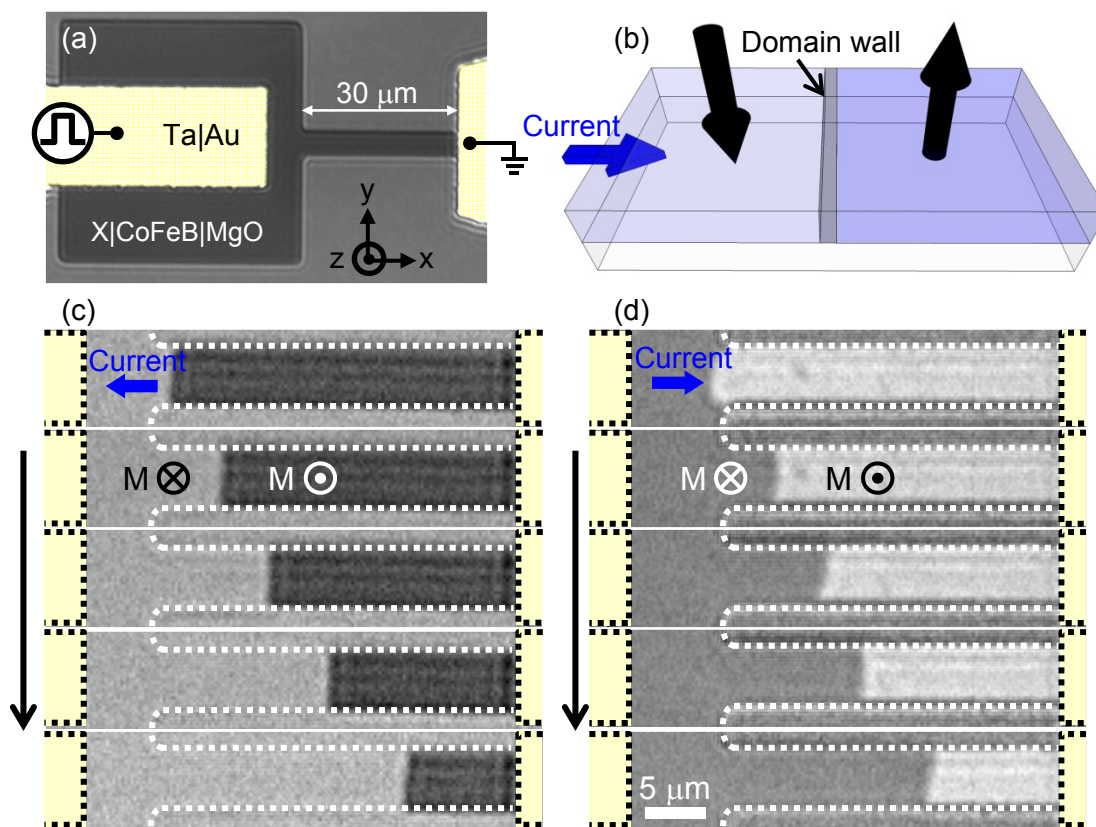 (a)
30 μm
Ta|Au
X|CoFeB|MgO
y
z
x
(b)
Domain wall
Current
(c)
Current
M
M
(d)
Current
M
M
5 μm